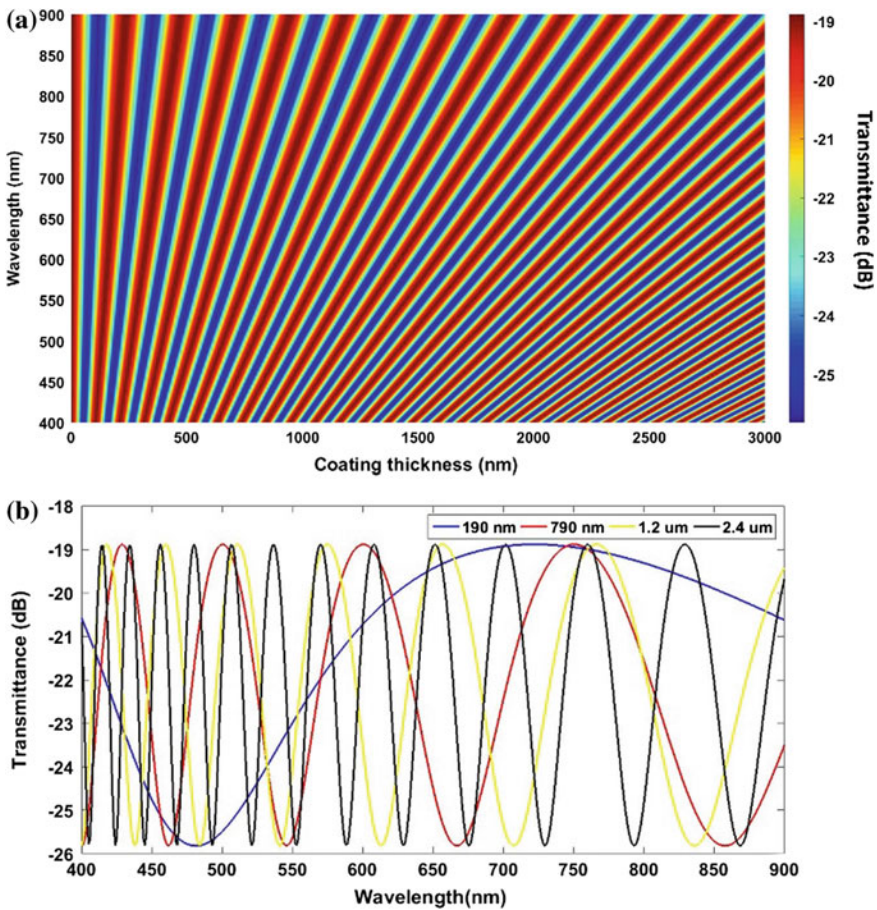 (a)
900
850
800
750
700
650
600
550
500
450
400
Wavelength (nm)
0 500 1000 1500 2000 2500 3000
Coating thickness (nm)
-19
-20
-21
-22
-23
-24
-25
Transmittance (dB)
(b)
-18
-19
-20
-21
-22
-23
-24
-25
-26
Transmittance (dB)
190 nm 790 nm 1.2 um 2.4 um
400 450 500 550 600 650 700 750 800 850 900
Wavelength(nm)